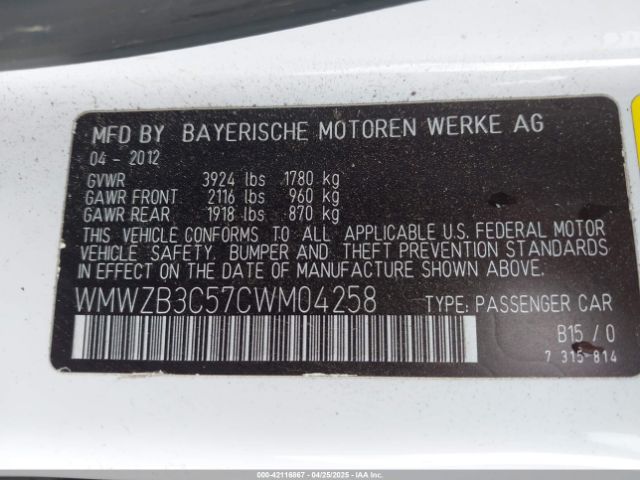 MFD BY BAYERISCHE MOTOREN WERKE AG
04 - 2012
GVWR 3924 lbs 1780 kg
GAWR FRONT 2116 lbs 960 kg
GAWR REAR 1918 lbs 870 kg
THIS VEHICLE CONFORMS TO ALL APPLICABLE U.S. FEDERAL MOTOR
VEHICLE SAFETY, BUMPER AND THEFT PREVENTION STANDARDS
IN EFFECT ON THE DATE OF MANUFACTURE SHOWN ABOVE.
WMWZB3C57CWM04258 TYPE: PASSENGER CAR
B15 / 0
7 315-814
000-42116867 - 04/25/2025 - IAAI.COM